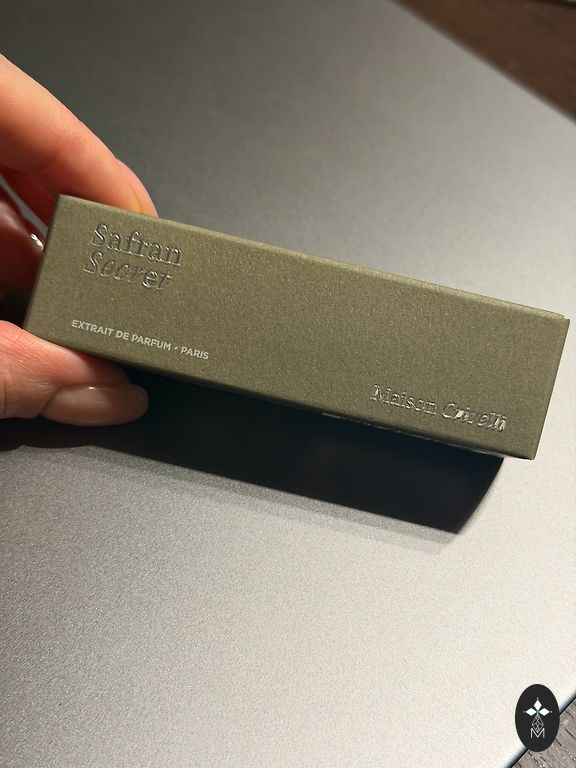 Safran
Secret
EXTRAIT DE PARFUM • PARIS
Maison Crivelli
M